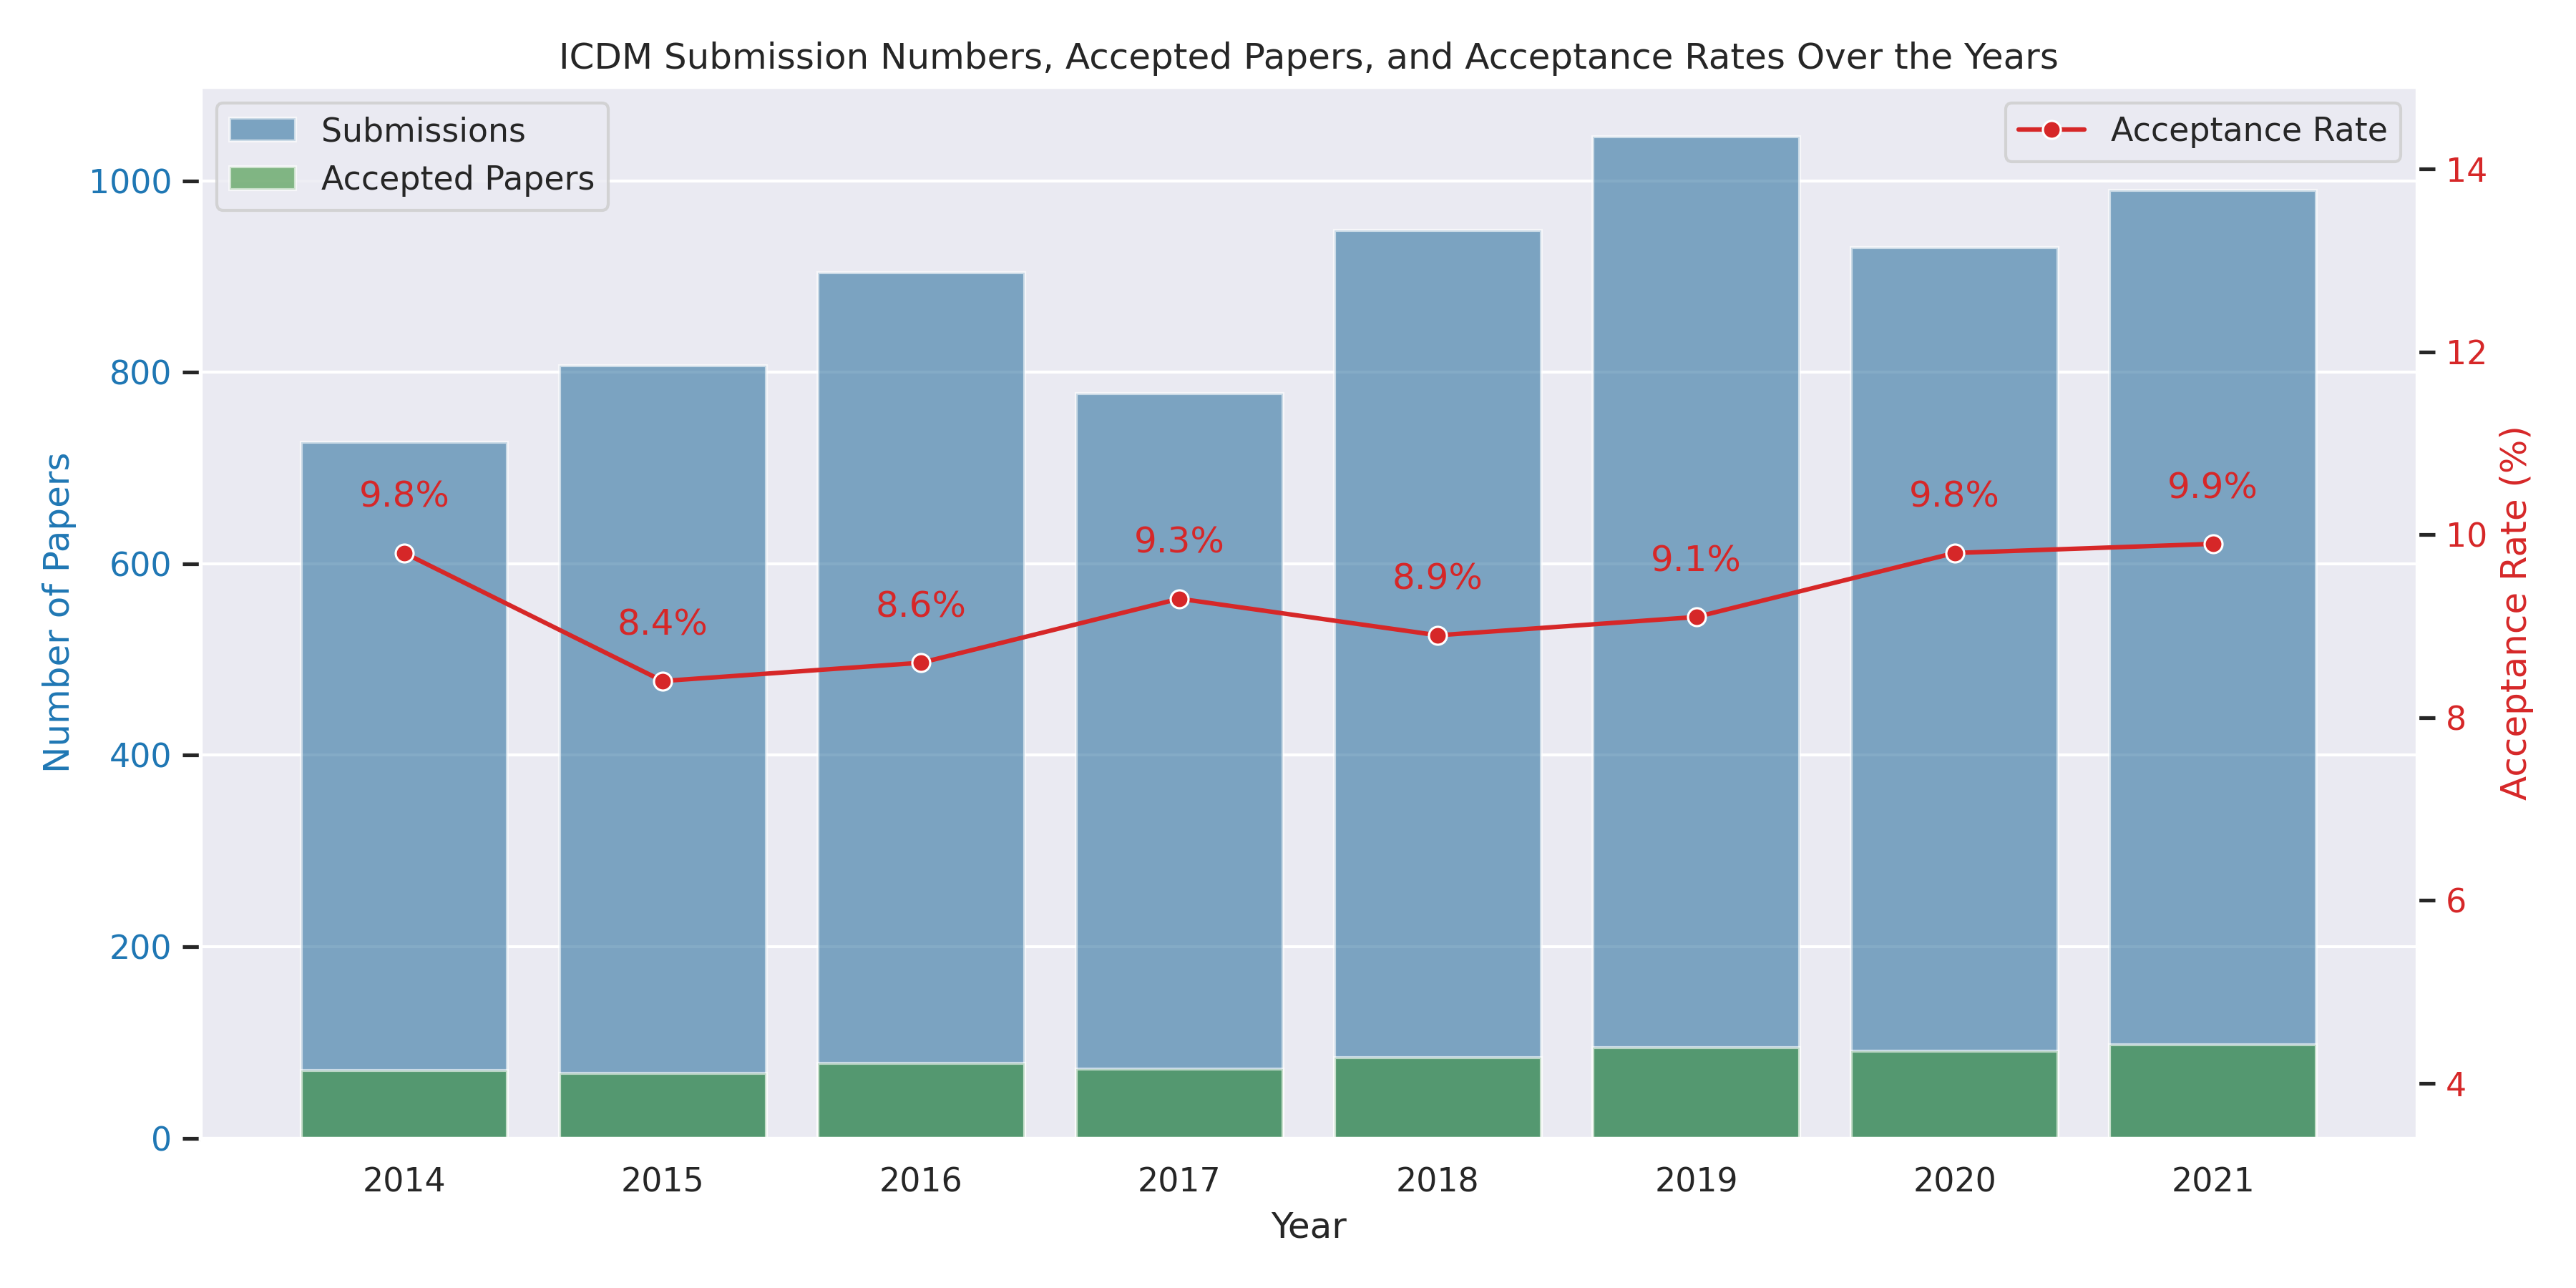 ICDM Submission Numbers, Accepted Papers, and Acceptance Rates Over the Years
Submissions
Accepted Papers
Acceptance Rate
1000
800
600
400
200
0
Number of Papers
14
12
10
8
6
4
Acceptance Rate (%)
9.8%
8.4%
8.6%
9.3%
8.9%
9.1%
9.8%
9.9%
2014 2015 2016 2017 2018 2019 2020 2021
Year